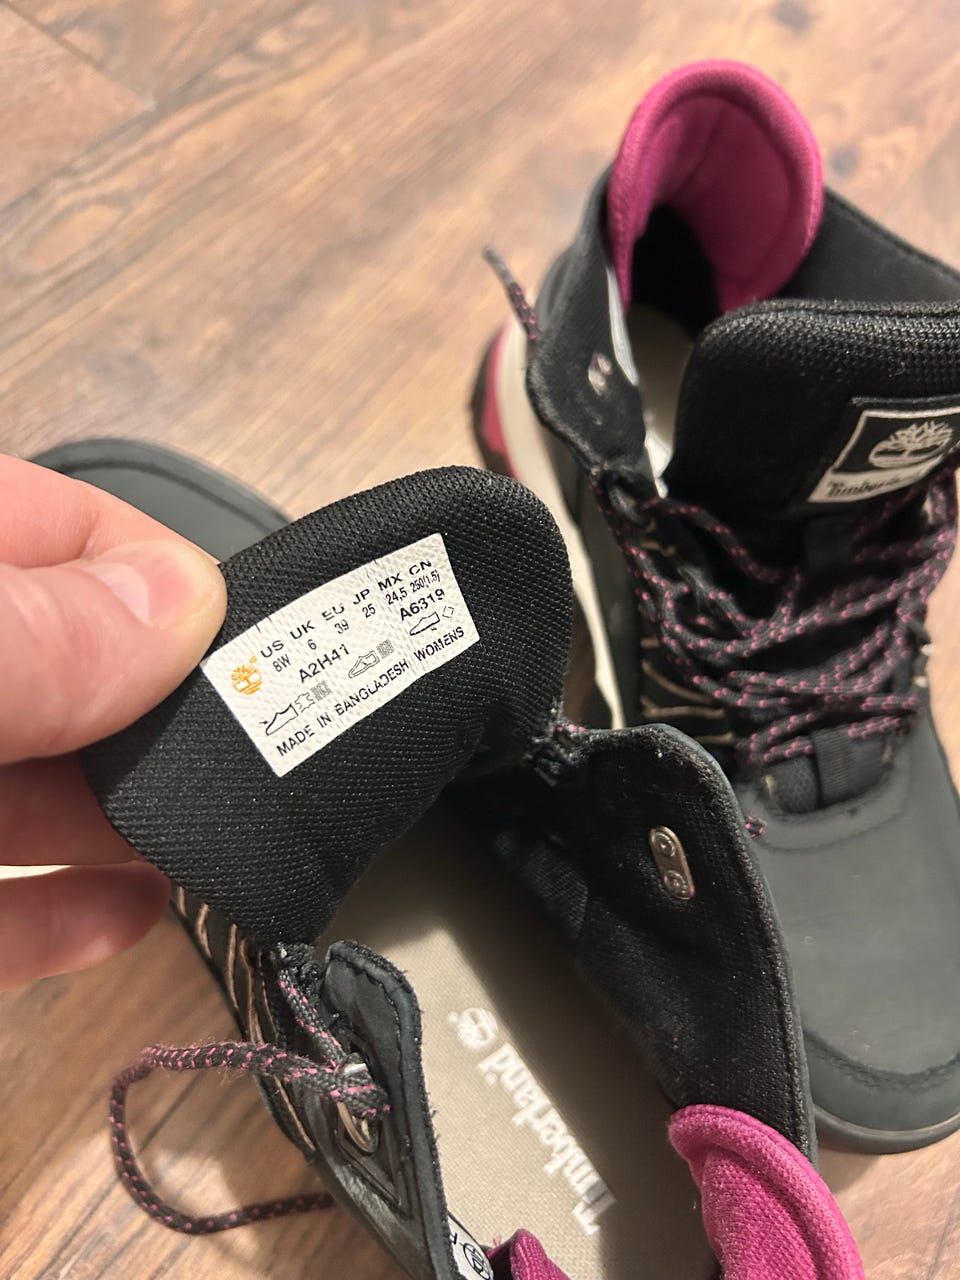 US UK EU JP MX CN
8W 6 39 25 24,5 250(1.5)
A2H41 A6319
MADE IN BANGLADESH WOMENS
Timberland
Timberland